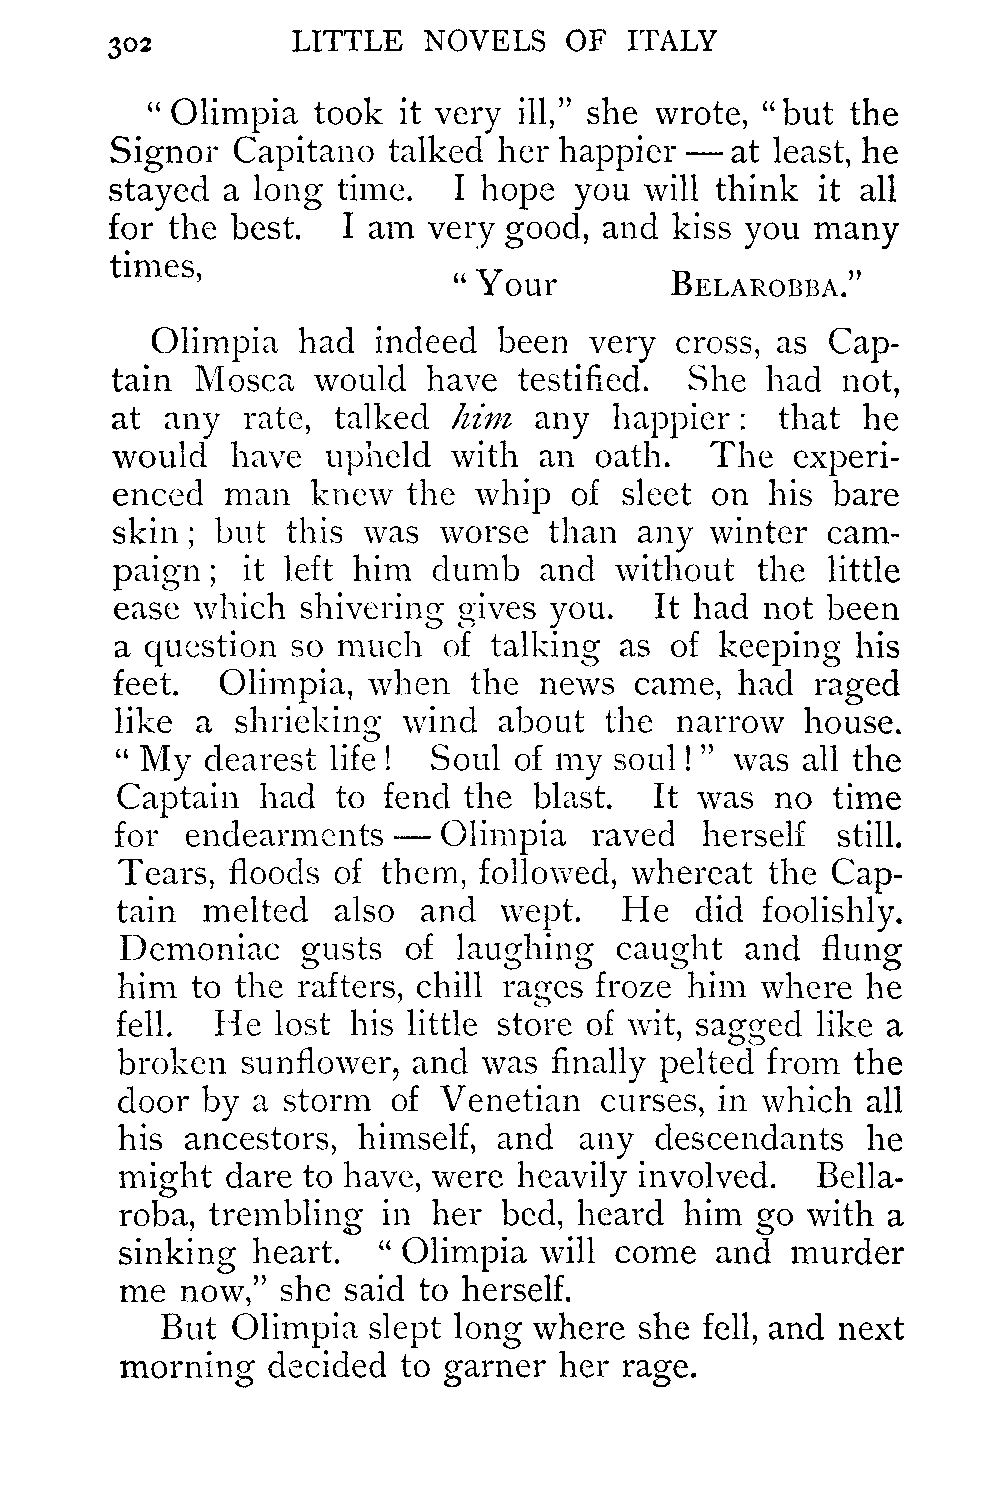 302 LITTLE NOVELS OF ITALY
“ Olimpia took it very ill,” she wrote, “but the
Signor Capitano talked her happier — at least, he
stayed a long time. I hope you will think it all
for the best. I am very good, and kiss you many
times,
“ Your BELAROBBA.”
Olimpia had indeed been very cross, as Cap-
tain Mosca would have testified. She had not,
at any rate, talked him any happier: that he
would have upheld with an oath. The experi-
enced man knew the whip of sleet on his bare
skin; but this was worse than any winter cam-
paign; it left him dumb and without the little
ease which shivering gives you. It had not been
a question so much of talking as of keeping his
feet. Olimpia, when the news came, had raged
like a shrieking wind about the narrow house.
“ My dearest life! Soul of my soul!” was all the
Captain had to fend the blast. It was no time
for endearments — Olimpia raved herself still.
Tears, floods of them, followed, whereat the Cap-
tain melted also and wept. He did foolishly.
Demoniac gusts of laughing caught and flung
him to the rafters, chill rages froze him where he
fell. He lost his little store of wit, sagged like a
broken sunflower, and was finally pelted from the
door by a storm of Venetian curses, in which all
his ancestors, himself, and any descendants he
might dare to have, were heavily involved. Bella-
roba, trembling in her bed, heard him go with a
sinking heart. “ Olimpia will come and murder
me now,” she said to herself.
But Olimpia slept long where she fell, and next
morning decided to garner her rage.